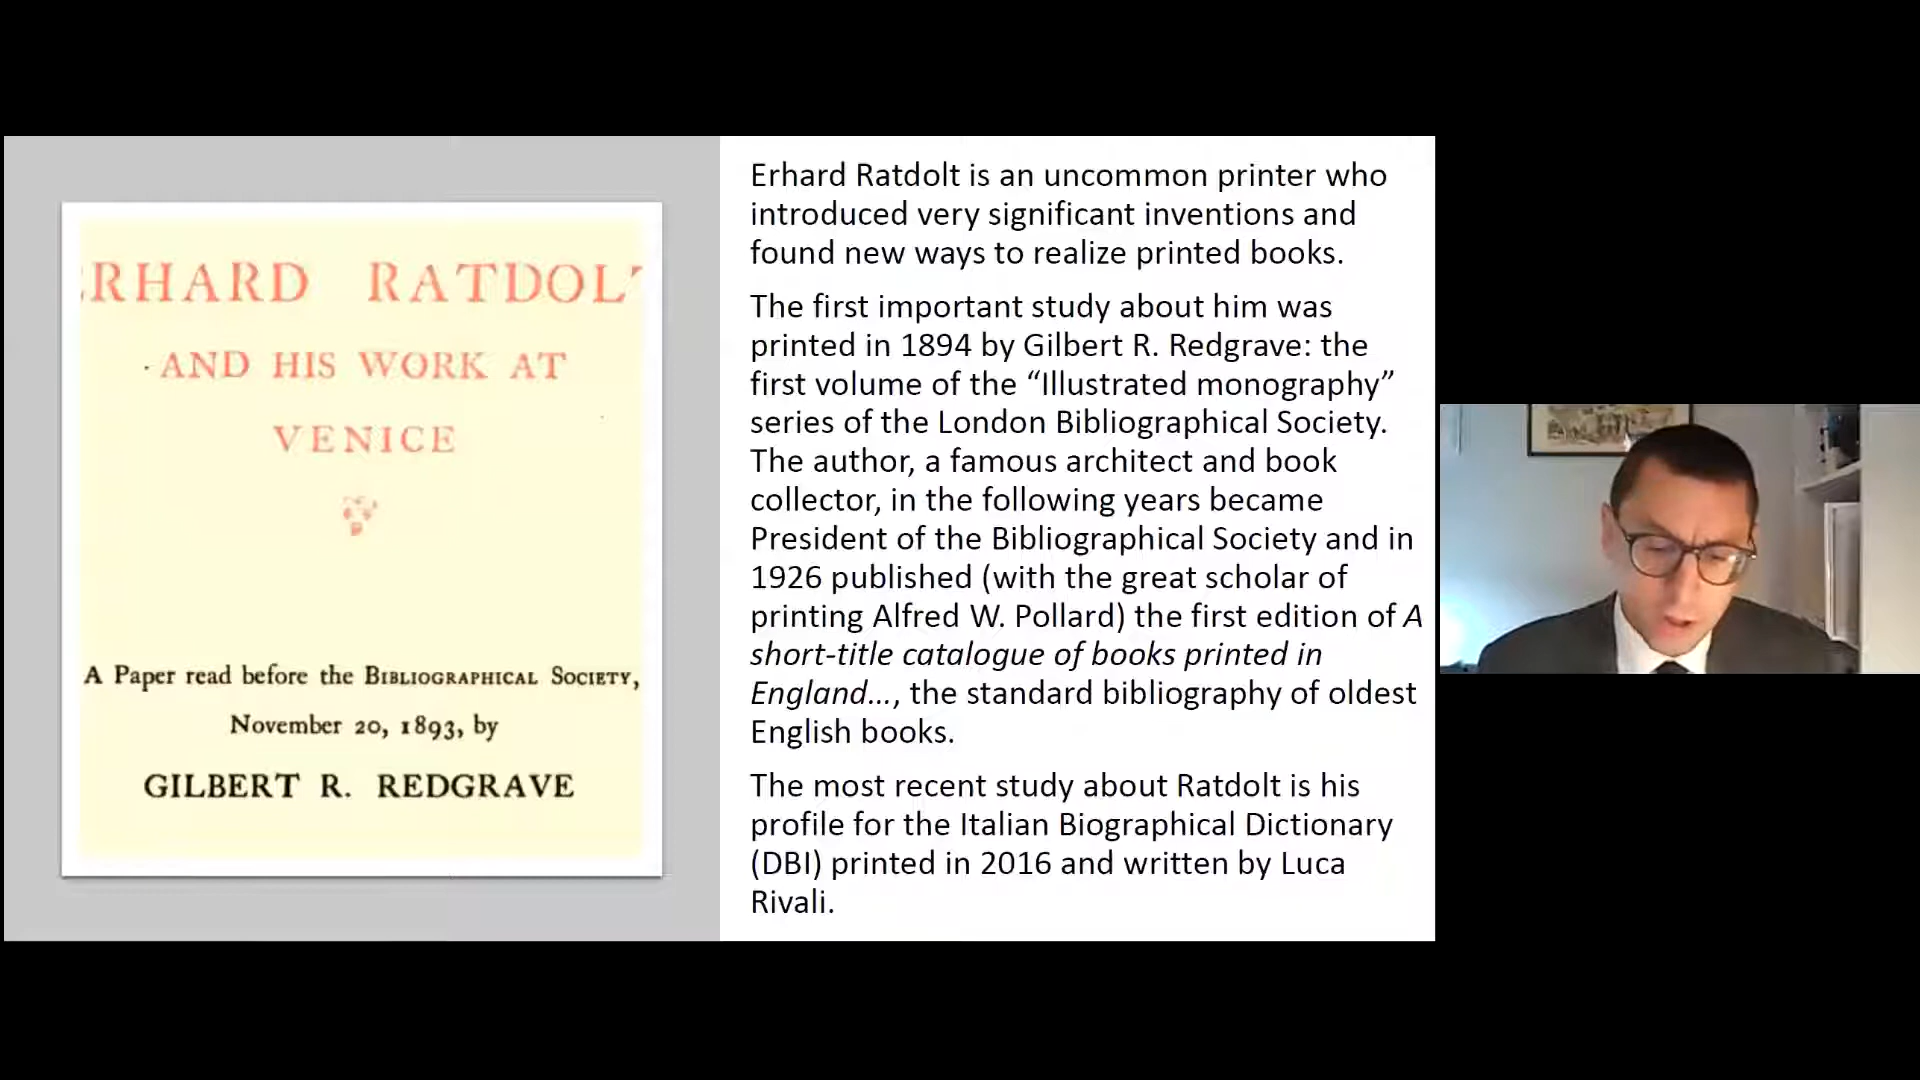 ERHARD RATDOLT
AND HIS WORK AT
VENICE
A Paper read before the BIBLIOGRAPHICAL SOCIETY,
November 20, 1893, by
GILBERT R. REDGRAVE
Erhard Ratdolt is an uncommon printer who
introduced very significant inventions and
found new ways to realize printed books.
The first important study about him was
printed in 1894 by Gilbert R. Redgrave: the
first volume of the “Illustrated monography”
series of the London Bibliographical Society.
The author, a famous architect and book
collector, in the following years became
President of the Bibliographical Society and in
1926 published (with the great scholar of
printing Alfred W. Pollard) the first edition of A
short-title catalogue of books printed in
England…, the standard bibliography of oldest
English books.
The most recent study about Ratdolt is his
profile for the Italian Biographical Dictionary
(DBI) printed in 2016 and written by Luca
Rivali.